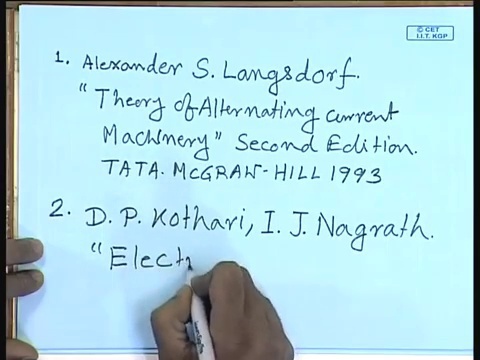 © CET
I.I.T. KGP
1. Alexander S. Langsdorf.
"Theory of Alternating current
Machinery" Second Edition.
TATA. McGRAW-HILL 1993
2. D. P. Kothari, I. J. Nagrath.
"Elect